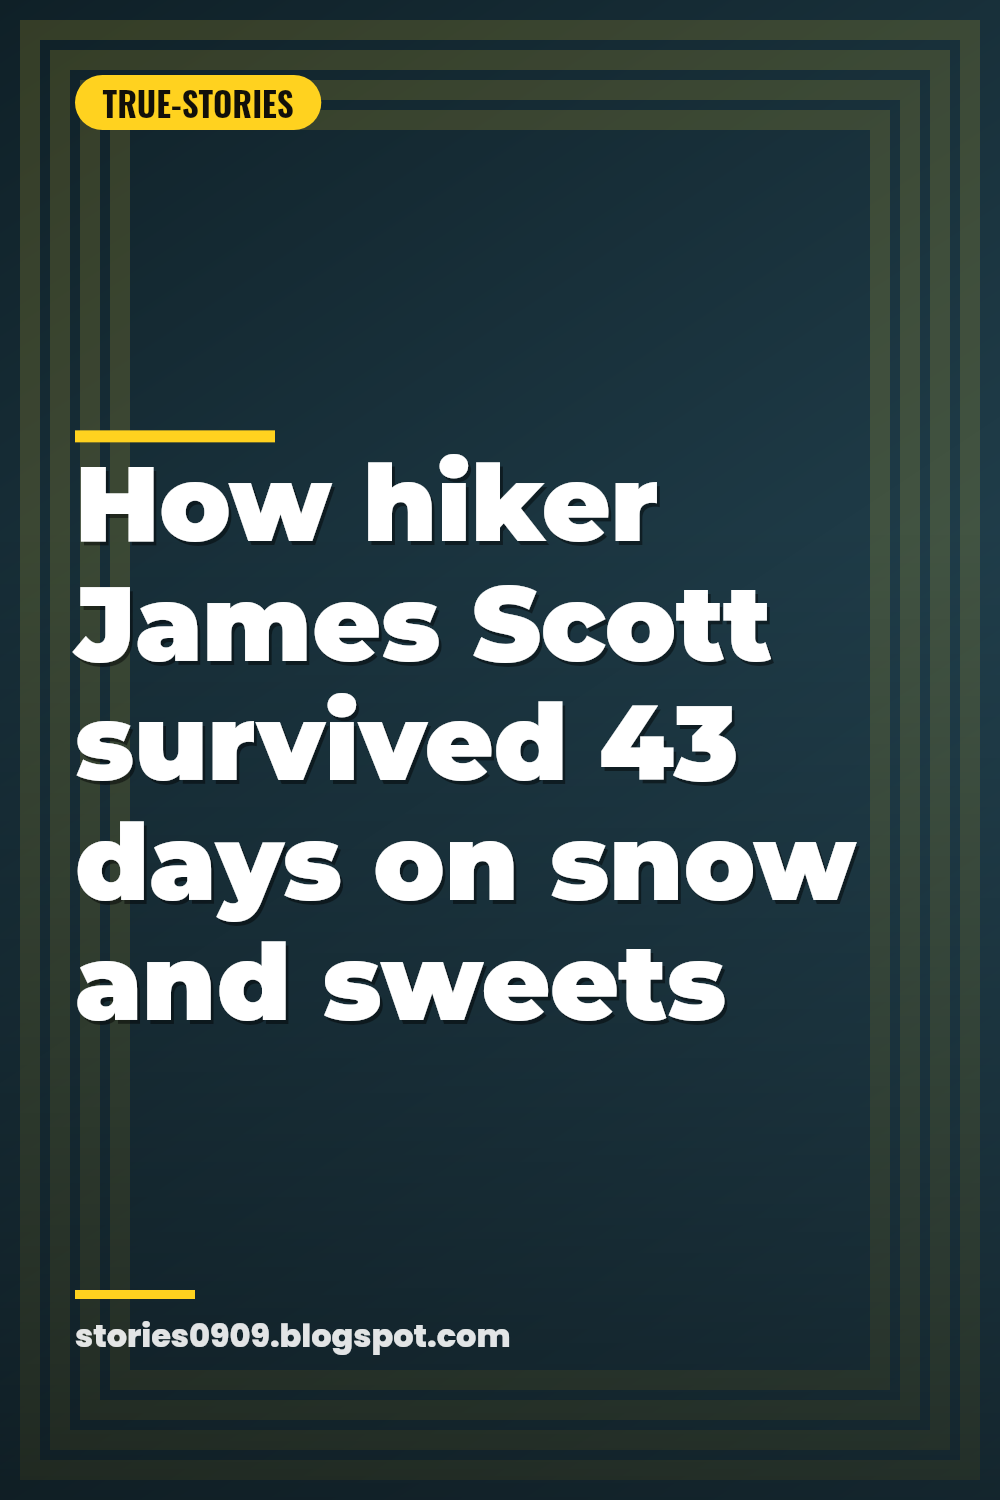 TRUE-STORIES
How hiker
James Scott
survived 43
days on snow
and sweets
stories0909.blogspot.com